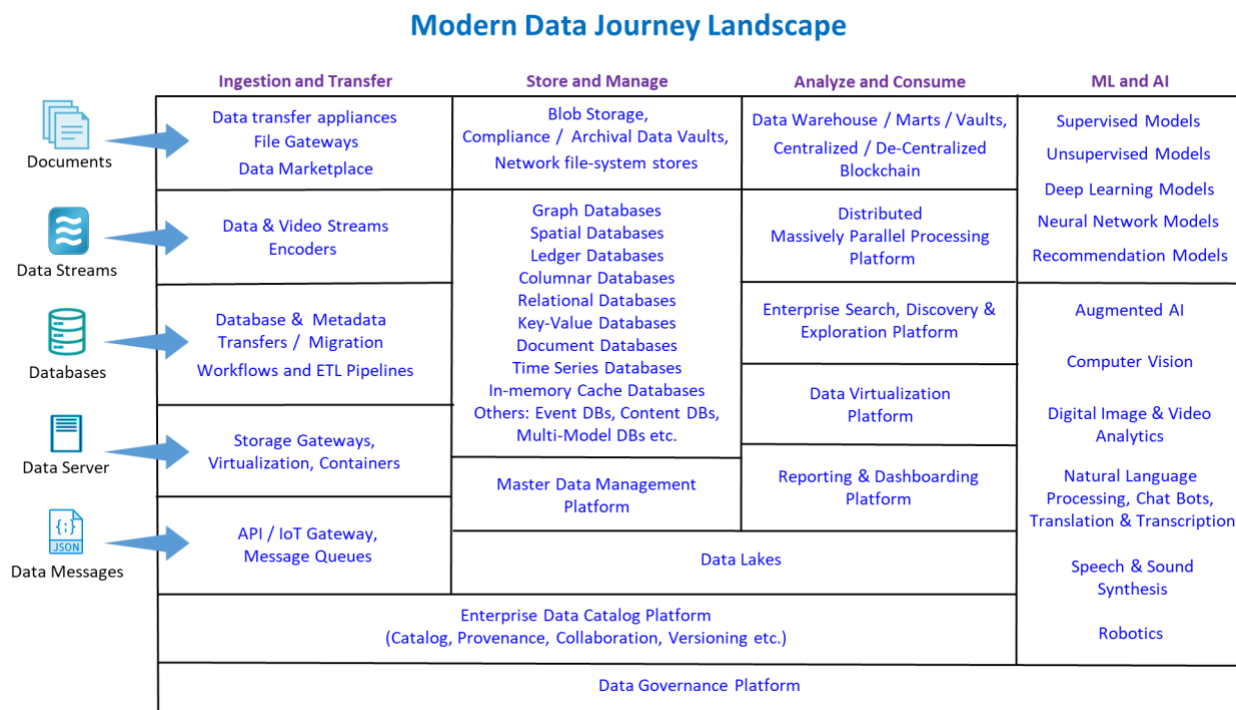 Modern Data Journey Landscape
Ingestion and Transfer
Store and Manage
Analyze and Consume
ML and AI
Documents
Data transfer appliances
File Gateways
Data Marketplace
Blob Storage,
Compliance / Archival Data Vaults,
Network file-system stores
Data Warehouse / Marts / Vaults,
Centralized / De-Centralized
Blockchain
Supervised Models
Unsupervised Models
Deep Learning Models
Neural Network Models
Recommendation Models
Data Streams
Data & Video Streams
Encoders
Graph Databases
Spatial Databases
Ledger Databases
Columnar Databases
Relational Databases
Key-Value Databases
Document Databases
Time Series Databases
In-memory Cache Databases
Others: Event DBs, Content DBs,
Multi-Model DBs etc.
Distributed
Massively Parallel Processing
Platform
Databases
Database & Metadata
Transfers / Migration
Workflows and ETL Pipelines
Enterprise Search, Discovery &
Exploration Platform
Data Virtualization
Platform
Augmented AI
Computer Vision
Digital Image & Video
Analytics
Natural Language
Processing, Chat Bots,
Translation & Transcription
Speech & Sound
Synthesis
Robotics
Data Server
Storage Gateways,
Virtualization, Containers
Master Data Management
Platform
Reporting & Dashboarding
Platform
{;}
JSON
Data Messages
API / IoT Gateway,
Message Queues
Data Lakes
Enterprise Data Catalog Platform
(Catalog, Provenance, Collaboration, Versioning etc.)
Data Governance Platform